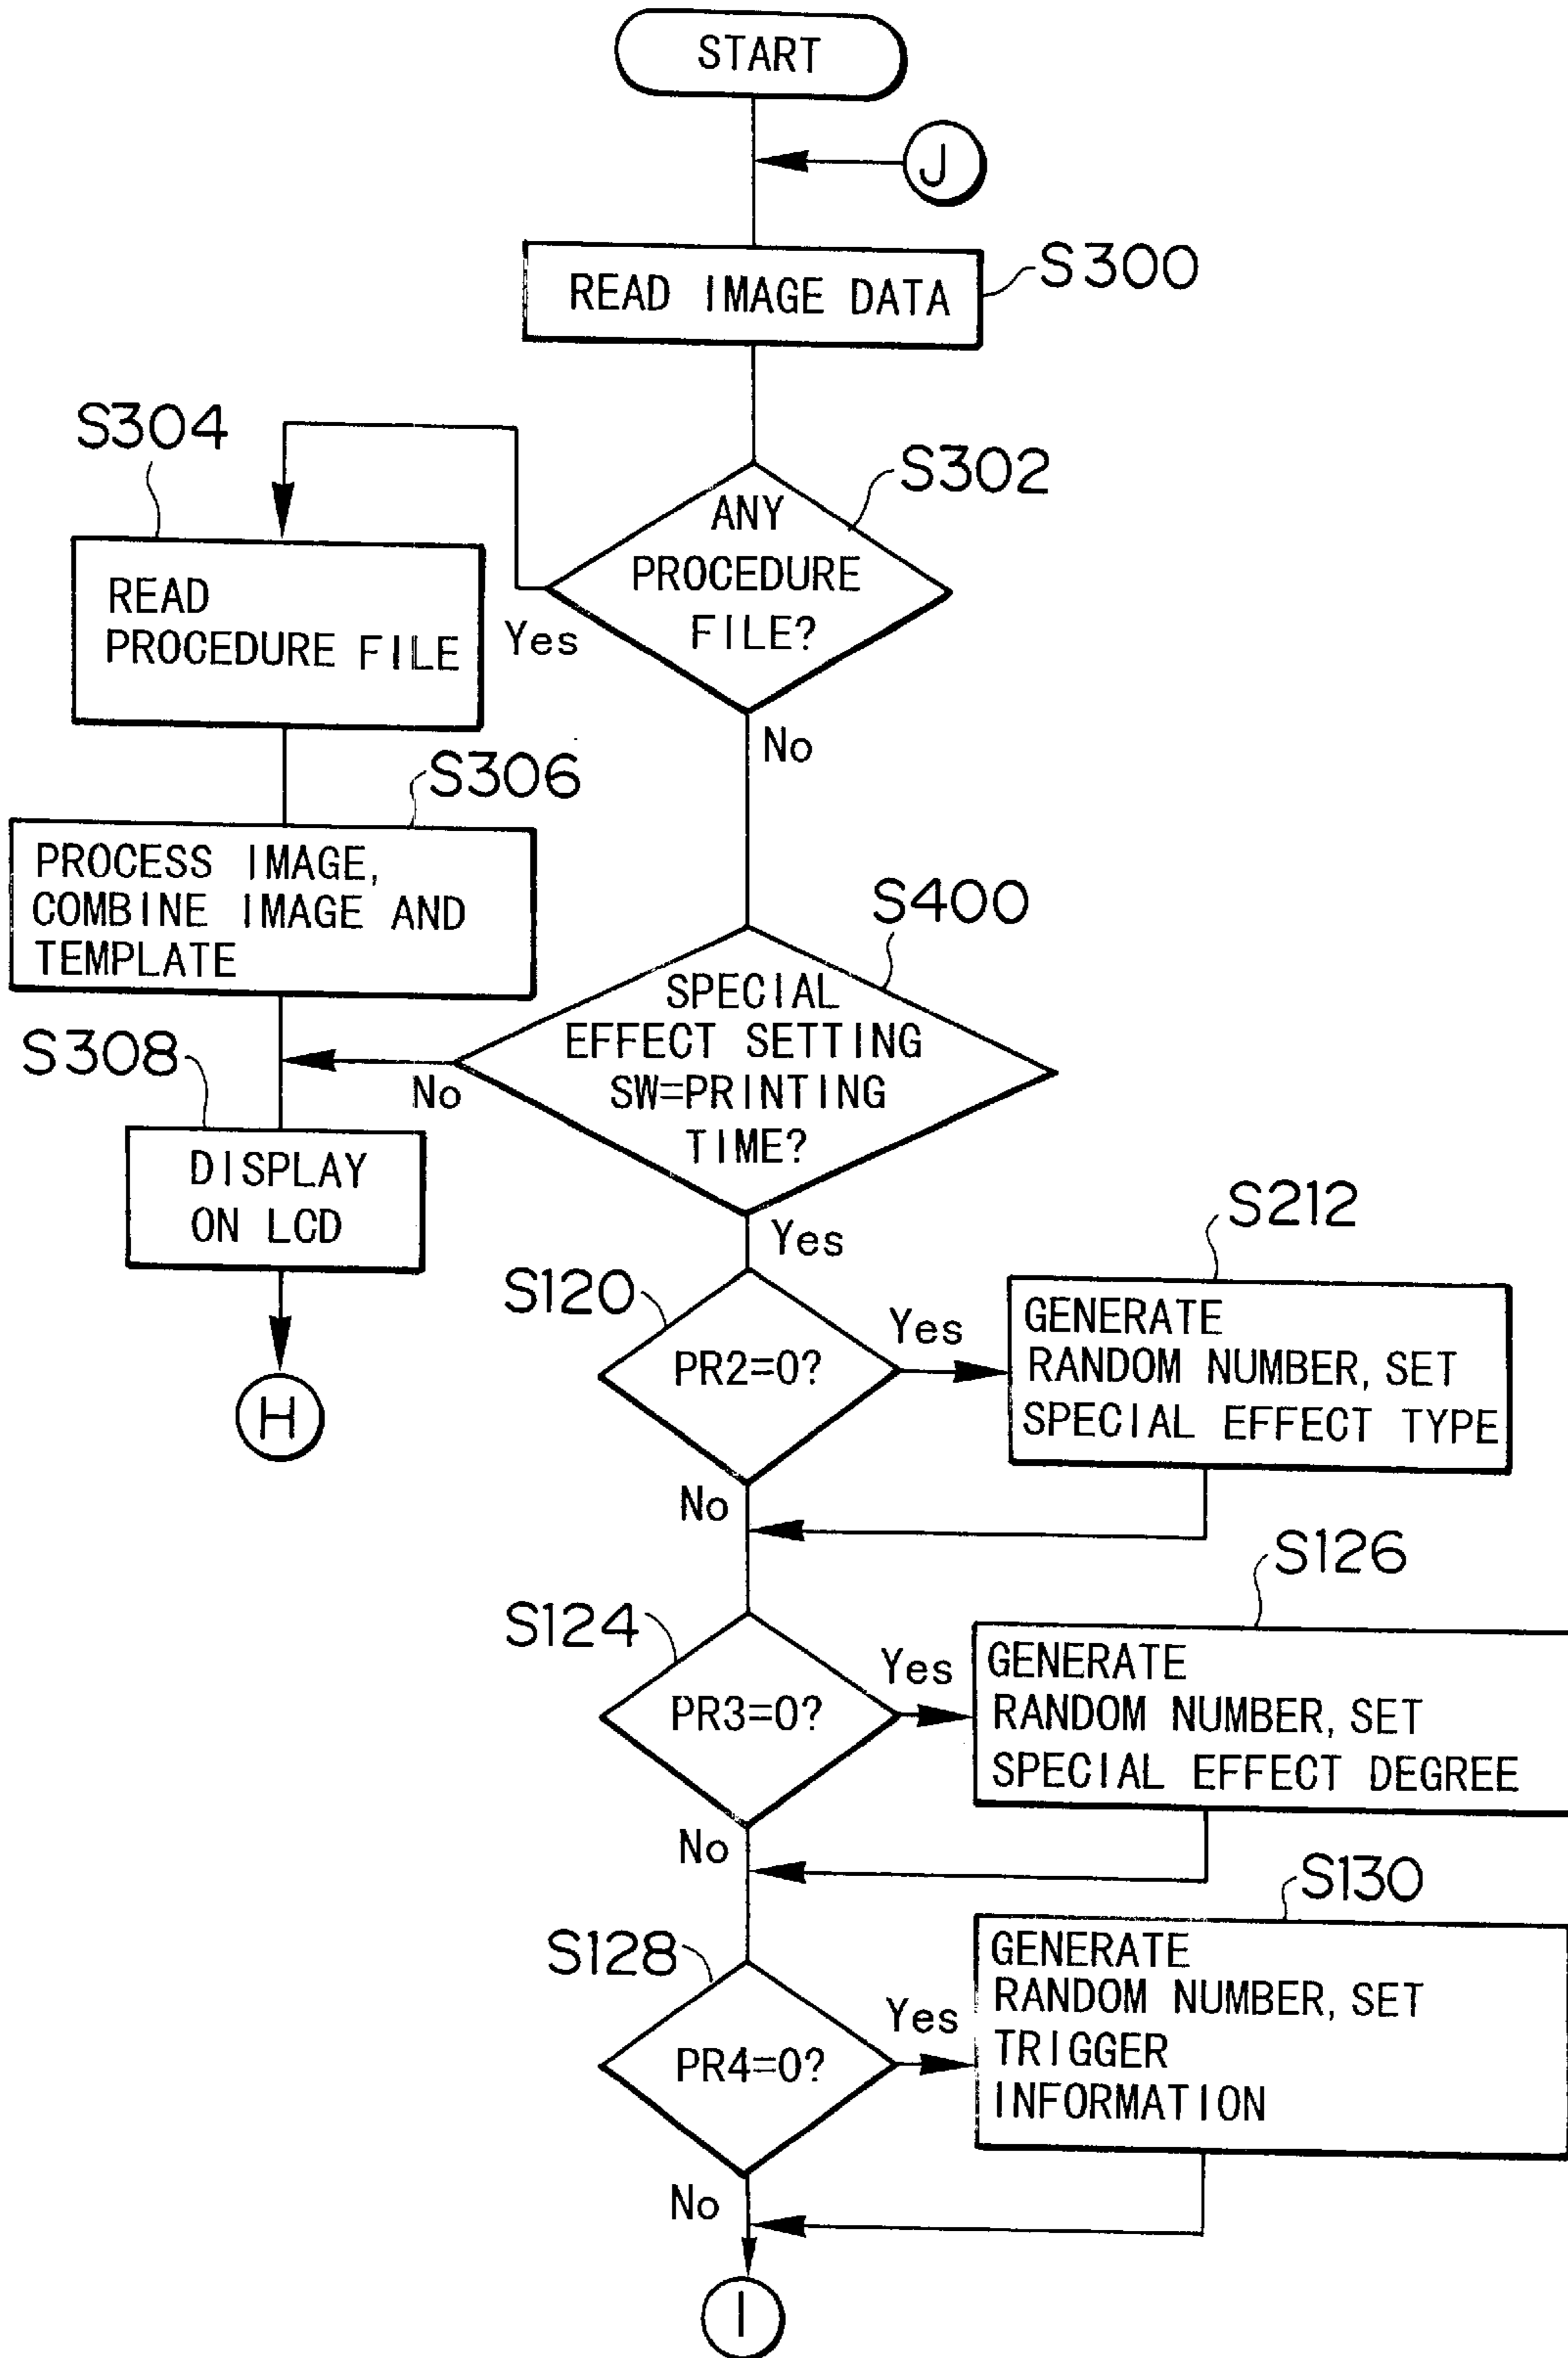 START
J
S300
READ IMAGE DATA
S304
S302
ANY
PROCEDURE
FILE?
READ
PROCEDURE FILE
Yes
No
S306
PROCESS IMAGE,
COMBINE IMAGE AND
TEMPLATE
S400
SPECIAL
EFFECT SETTING
SW=PRINTING
TIME?
S308
No
DISPLAY
ON LCD
Yes
H
S120
PR2=0?
Yes
S212
GENERATE
RANDOM NUMBER, SET
SPECIAL EFFECT TYPE
No
S124
PR3=0?
Yes
S126
GENERATE
RANDOM NUMBER, SET
SPECIAL EFFECT DEGREE
No
S128
PR4=0?
Yes
S130
GENERATE
RANDOM NUMBER, SET
TRIGGER
INFORMATION
No
I